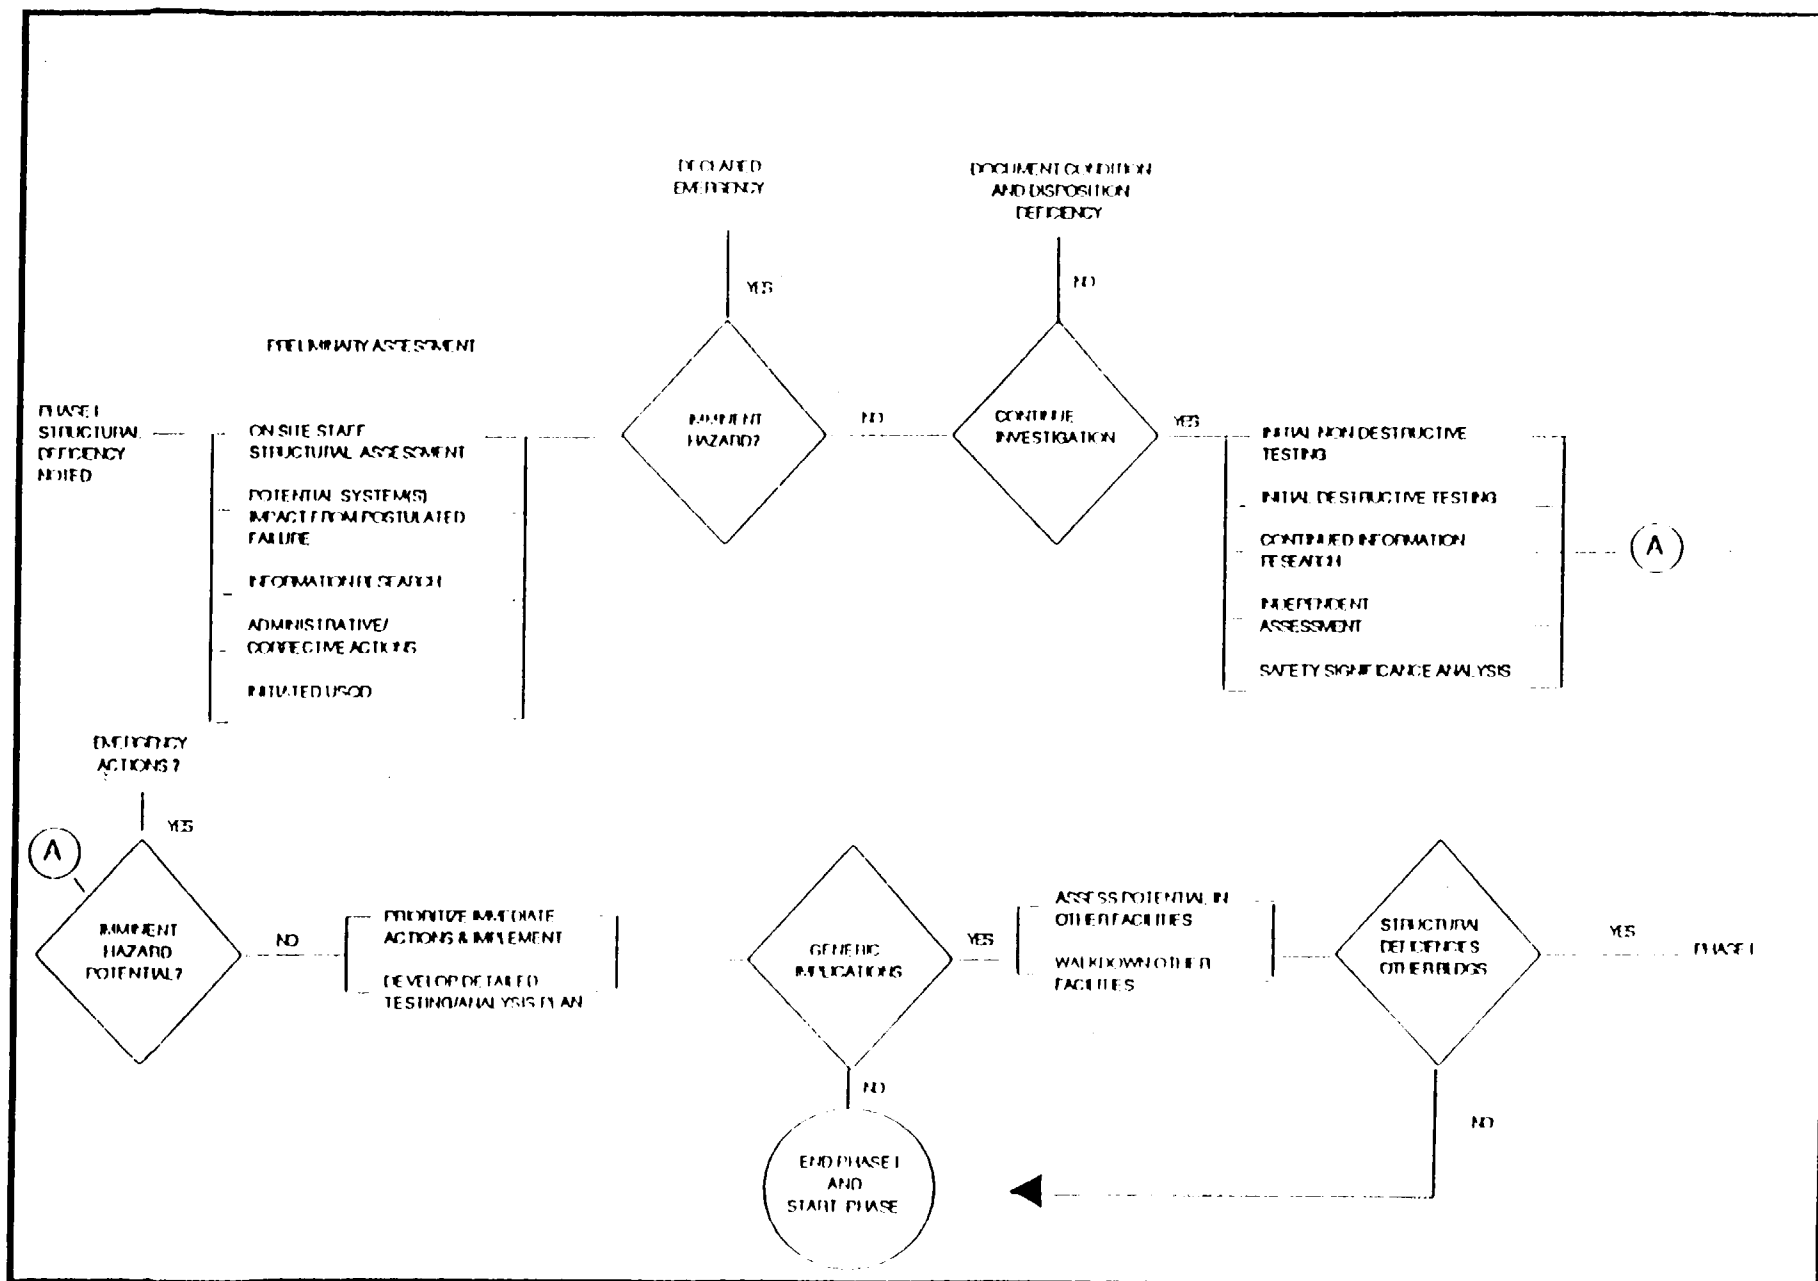 DECLARED
EMERGENCY
DOCUMENT CONDITION
AND DISPOSITION
DEFICIENCY
YES
NO
PRELIMINARY ASSESSMENT
PHASE I
STRUCTURAL
DEFICIENCY
NOTED
ON SITE STAFF
STRUCTURAL ASSESSMENT
POTENTIAL SYSTEM(S)
IMPACT FROM POSTULATED
FAILURE
INFORMATION RESEARCH
ADMINISTRATIVE/
CORRECTIVE ACTIONS
INITIATED USQD
IMMINENT
HAZARD?
NO
CONTINUE
INVESTIGATION
YES
INITIAL NON DESTRUCTIVE
TESTING
INITIAL DESTRUCTIVE TESTING
CONTINUED INFORMATION
RESEARCH
INDEPENDENT
ASSESSMENT
SAFETY SIGNIFICANCE ANALYSIS
A
EMERGENCY
ACTIONS?
YES
A
IMMINENT
HAZARD
POTENTIAL?
NO
PRIORITIZE IMMEDIATE
ACTIONS & IMPLEMENT
DEVELOP DETAILED
TESTING/ANALYSIS PLAN
GENERIC
IMPLICATIONS
YES
ASSESS POTENTIAL IN
OTHER FACILITIES
WALKDOWN OTHER
FACILITIES
STRUCTURAL
DEFICIENCES
OTHER BLDGS
YES
PHASE I
NO
NO
END PHASE I
AND
START PHASE